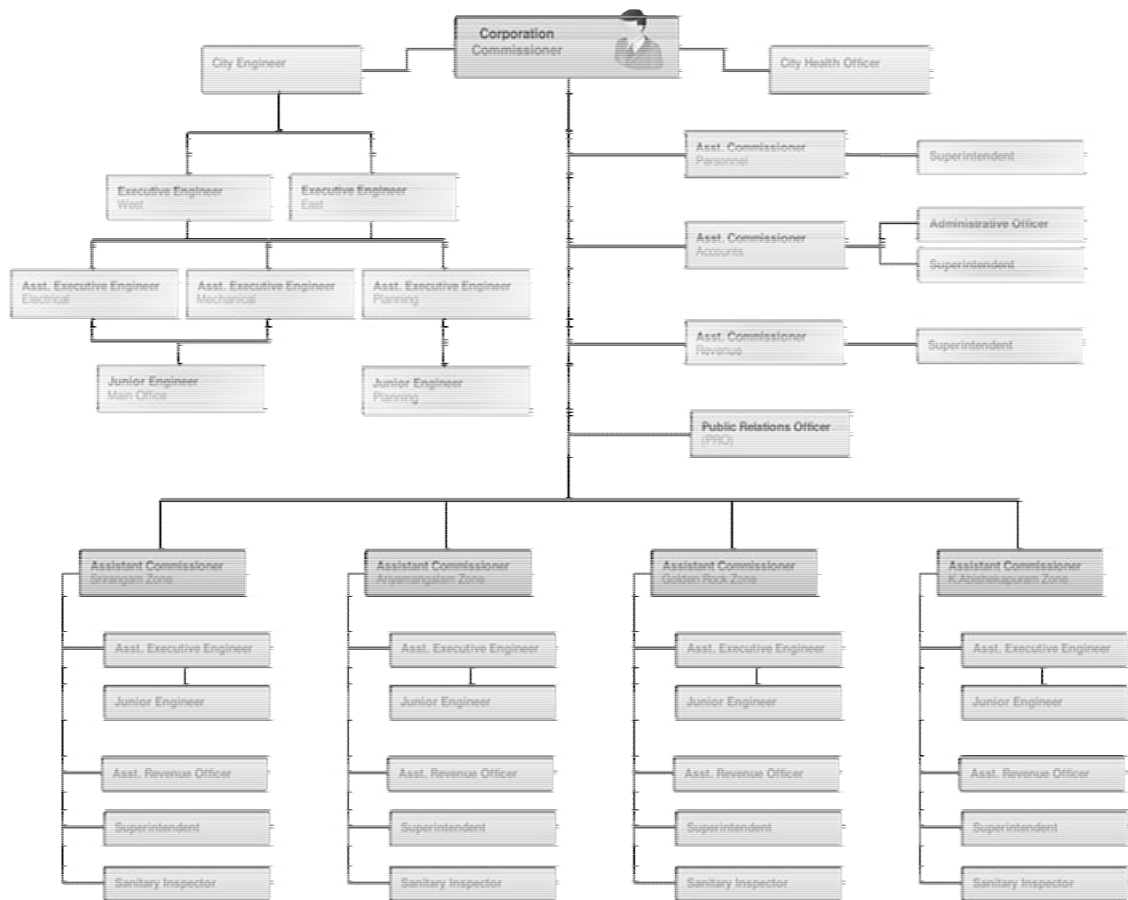 Corporation
Commissioner
City Engineer
City Health Officer
Asst. Commissioner
Personnel
Superintendent
Executive Engineer
West
Executive Engineer
East
Asst. Commissioner
Accounts
Administrative Officer
Superintendent
Asst. Executive Engineer
Electrical
Asst. Executive Engineer
Mechanical
Asst. Executive Engineer
Planning
Asst. Commissioner
Revenue
Superintendent
Junior Engineer
Main Office
Junior Engineer
Planning
Public Relations Officer
(PRO)
Assistant Commissioner
Srirangam Zone
Assistant Commissioner
Ariyamangalam Zone
Assistant Commissioner
Golden Rock Zone
Assistant Commissioner
K.Abishekapuram Zone
Asst. Executive Engineer
Asst. Executive Engineer
Asst. Executive Engineer
Asst. Executive Engineer
Junior Engineer
Junior Engineer
Junior Engineer
Junior Engineer
Asst. Revenue Officer
Asst. Revenue Officer
Asst. Revenue Officer
Asst. Revenue Officer
Superintendent
Superintendent
Superintendent
Superintendent
Sanitary Inspector
Sanitary Inspector
Sanitary Inspector
Sanitary Inspector